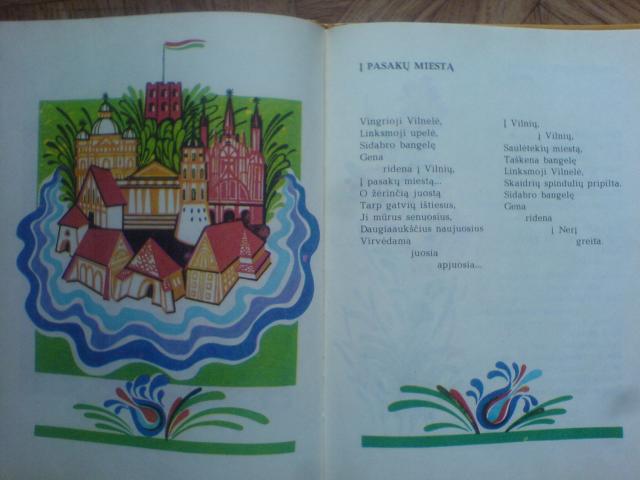 Į PASAKŲ MIESTĄ
Vingrioji Vilnelė,
Linksmoji upelė,
Sidabro bangelę
Gena
ridena į Vilnių,
Į pasakų miestą...
O žėrinčią juostą
Tarp gatvių ištiesus,
Ji mūrus senuosius,
Daugiaaukščius naujuosius
Virvėdama
juosia
apjuosia...
Į Vilnių,
į Vilnių,
Saulėtekių miestą,
Taškena bangelę
Linksmoji Vilnelė,
Skaidrių spindulių pripilta.
Sidabro bangelę
Gena
ridena
į Nerį
greita.